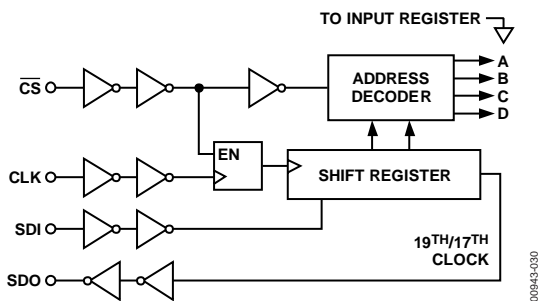 TO INPUT REGISTER
A
B
C
D
ADDRESS
DECODER
CS
EN
CLK
SHIFT REGISTER
SDI
19TH/17TH
CLOCK
SDO
00943-030